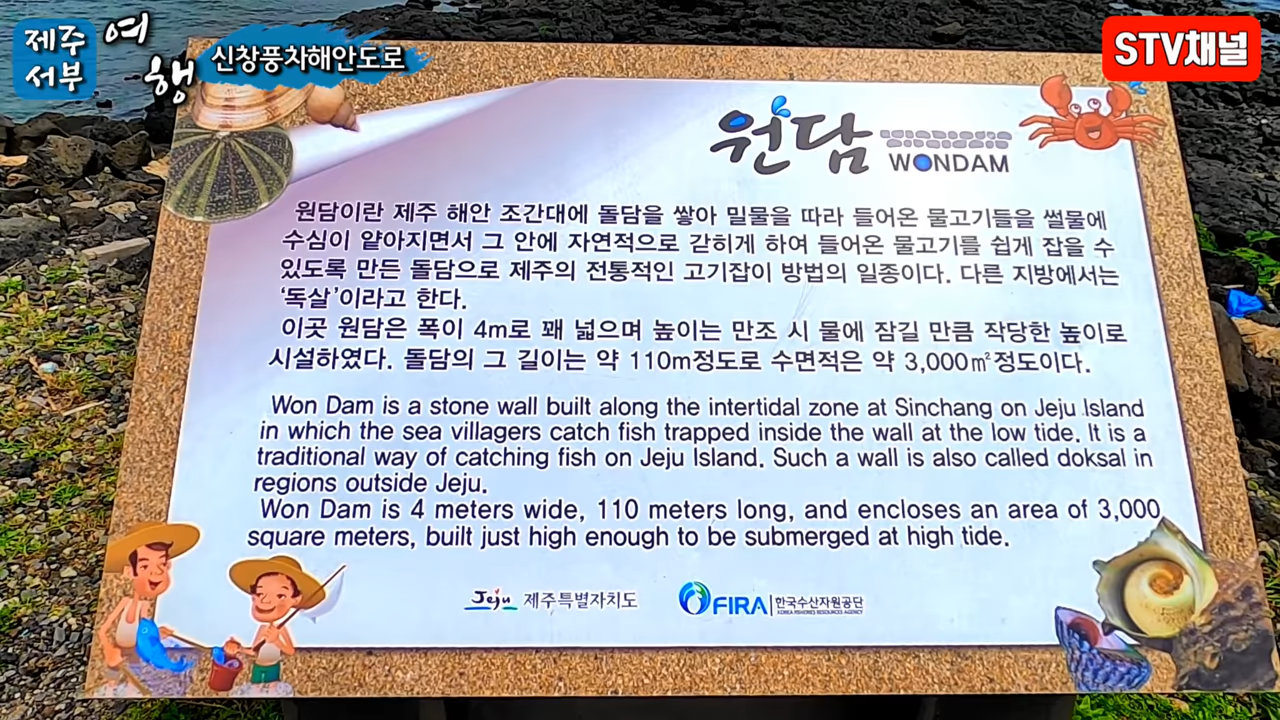 제주 여행
서부
신창풍차해안도로
STV채널
원담
WONDAM
원담이란 제주 해안 조간대에 돌담을 쌓아 밀물을 따라 들어온 물고기들을 썰물에
수심이 얕아지면서 그 안에 자연적으로 갇히게 하여 들어온 물고기를 쉽게 잡을 수
있도록 만든 돌담으로 제주의 전통적인 고기잡이 방법의 일종이다. 다른 지방에서는
‘독살’이라고 한다.
이곳 원담은 폭이 4m로 꽤 넓으며 높이는 만조 시 물에 잠길 만큼 작당한 높이로
시설하였다. 돌담의 그 길이는 약 110m정도로 수면적은 약 3,000㎡정도이다.
Won Dam is a stone wall built along the intertidal zone at Sinchang on Jeju Island
in which the sea villagers catch fish trapped inside the wall at the low tide. It is a
traditional way of catching fish on Jeju Island. Such a wall is also called doksal in
regions outside Jeju.
Won Dam is 4 meters wide, 110 meters long, and encloses an area of 3,000
square meters, built just high enough to be submerged at high tide.
Jeju 제주특별자치도
FIRA 한국수산자원공단
KOREA FISHERIES RESOURCES AGENCY